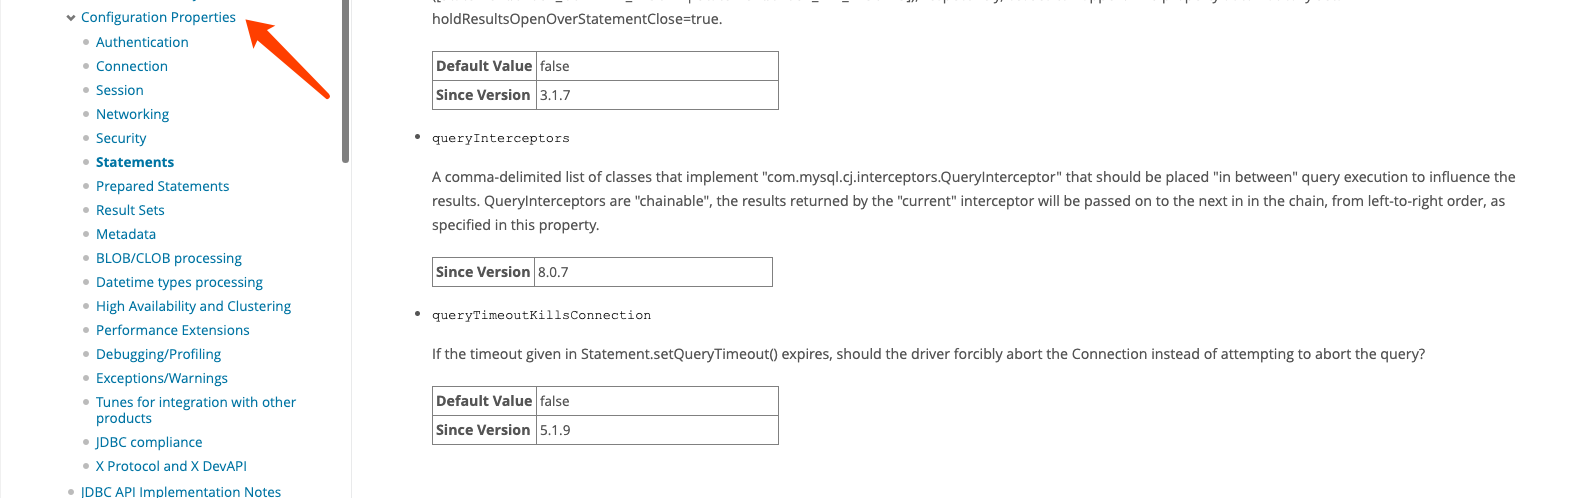 Configuration Properties
Authentication
Connection
Session
Networking
Security
Statements
Prepared Statements
Result Sets
Metadata
BLOB/CLOB processing
Datetime types processing
High Availability and Clustering
Performance Extensions
Debugging/Profiling
Exceptions/Warnings
Tunes for integration with other
products
JDBC compliance
X Protocol and X DevAPI
JDBC API Implementation Notes
holdResultsOpenOverStatementClose=true.
Default Value false
Since Version 3.1.7
queryInterceptors
A comma-delimited list of classes that implement "com.mysql.cj.interceptors.QueryInterceptor" that should be placed "in between" query execution to influence the
results. QueryInterceptors are "chainable", the results returned by the "current" interceptor will be passed on to the next in in the chain, from left-to-right order, as
specified in this property.
Since Version 8.0.7
queryTimeoutKillsConnection
If the timeout given in Statement.setQueryTimeout() expires, should the driver forcibly abort the Connection instead of attempting to abort the query?
Default Value false
Since Version 5.1.9